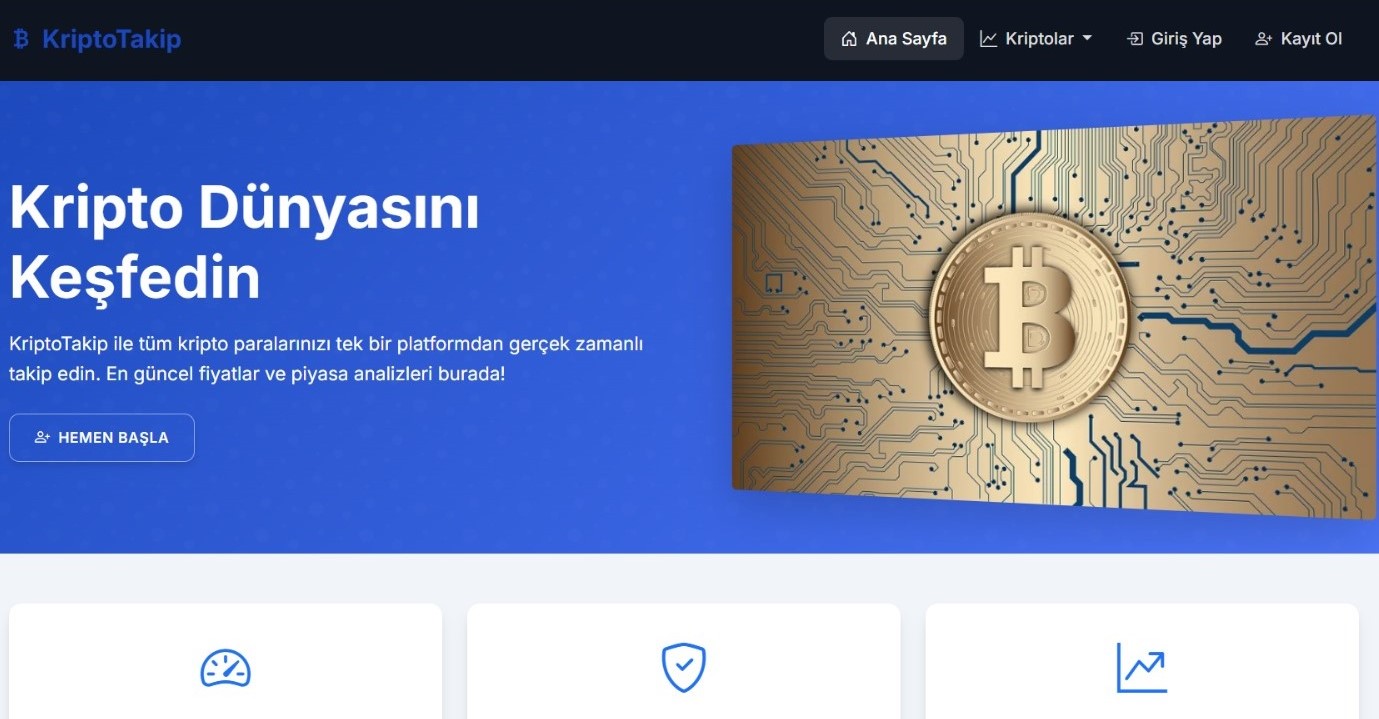 KriptoTakip
Ana Sayfa
Kriptolar
Giriş Yap
Kayıt Ol
Kripto Dünyasını
Keşfedin
KriptoTakip ile tüm kripto paralarınızı tek bir platformdan gerçek zamanlı
takip edin. En güncel fiyatlar ve piyasa analizleri burada!
HEMEN BAŞLA